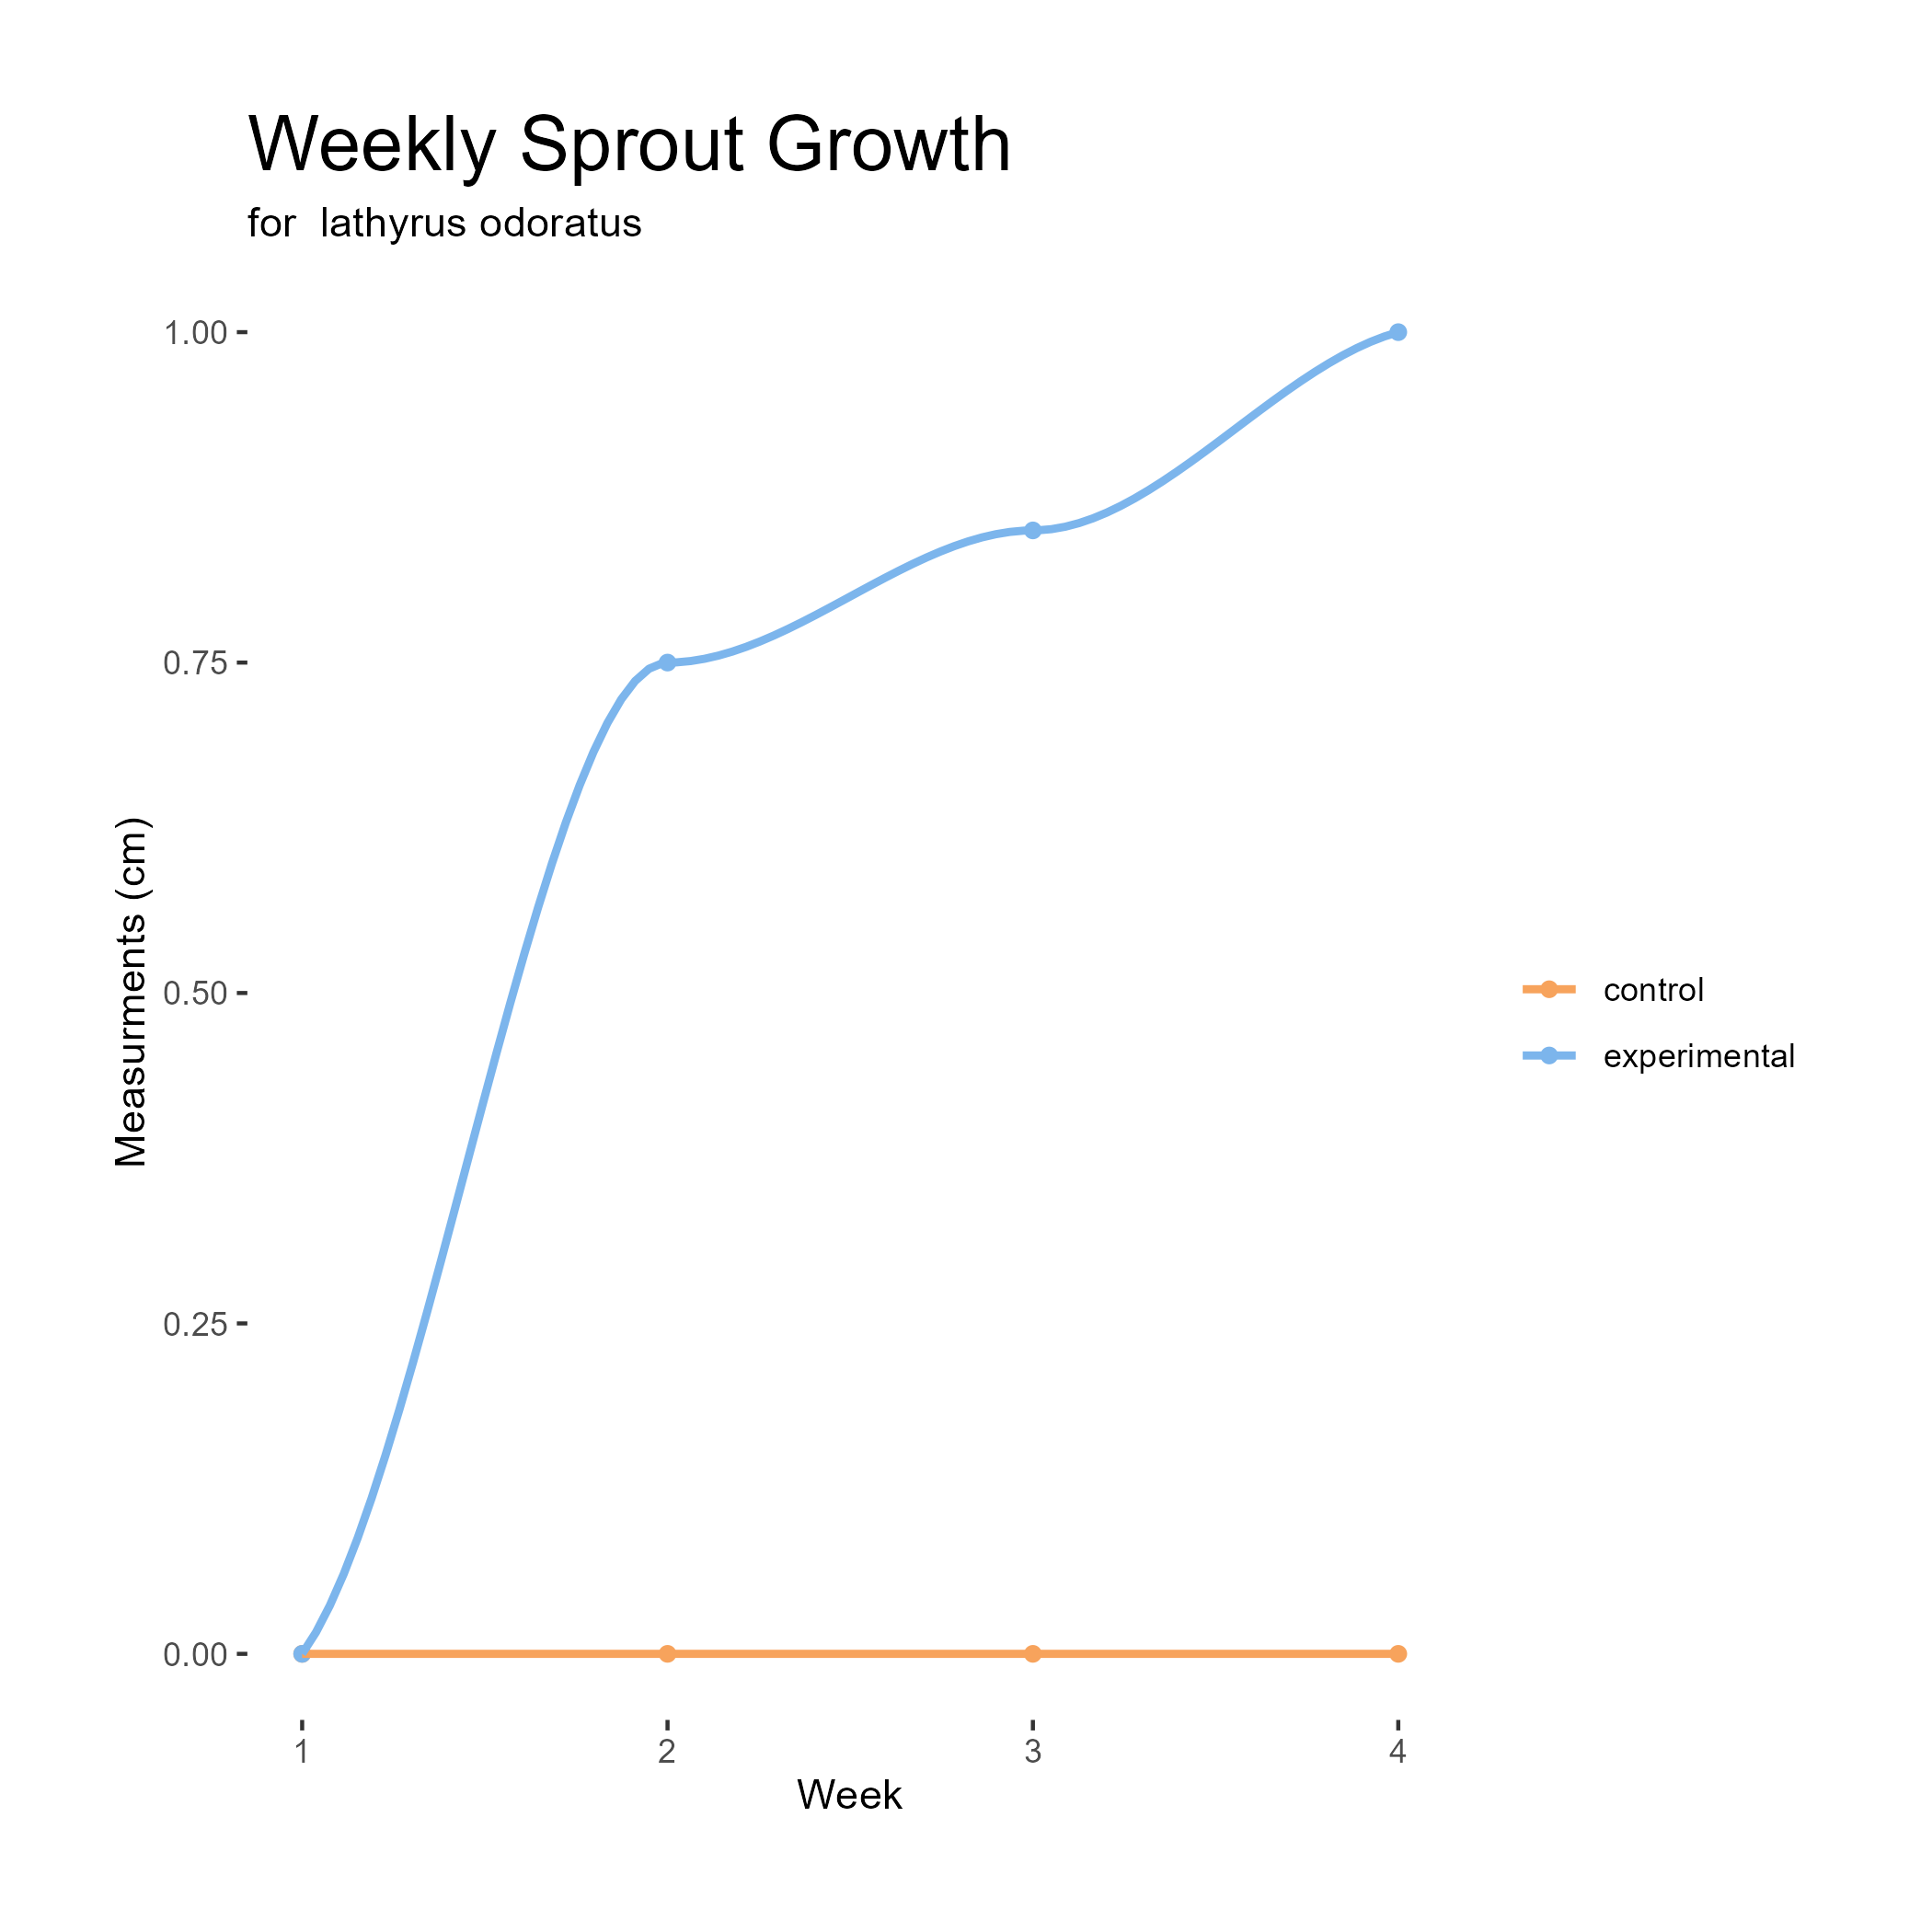 Weekly Sprout Growth
for  lathyrus odoratus
1.00
0.75
0.50
0.25
0.00
Measurments (cm)
1 2 3 4
Week
control
experimental